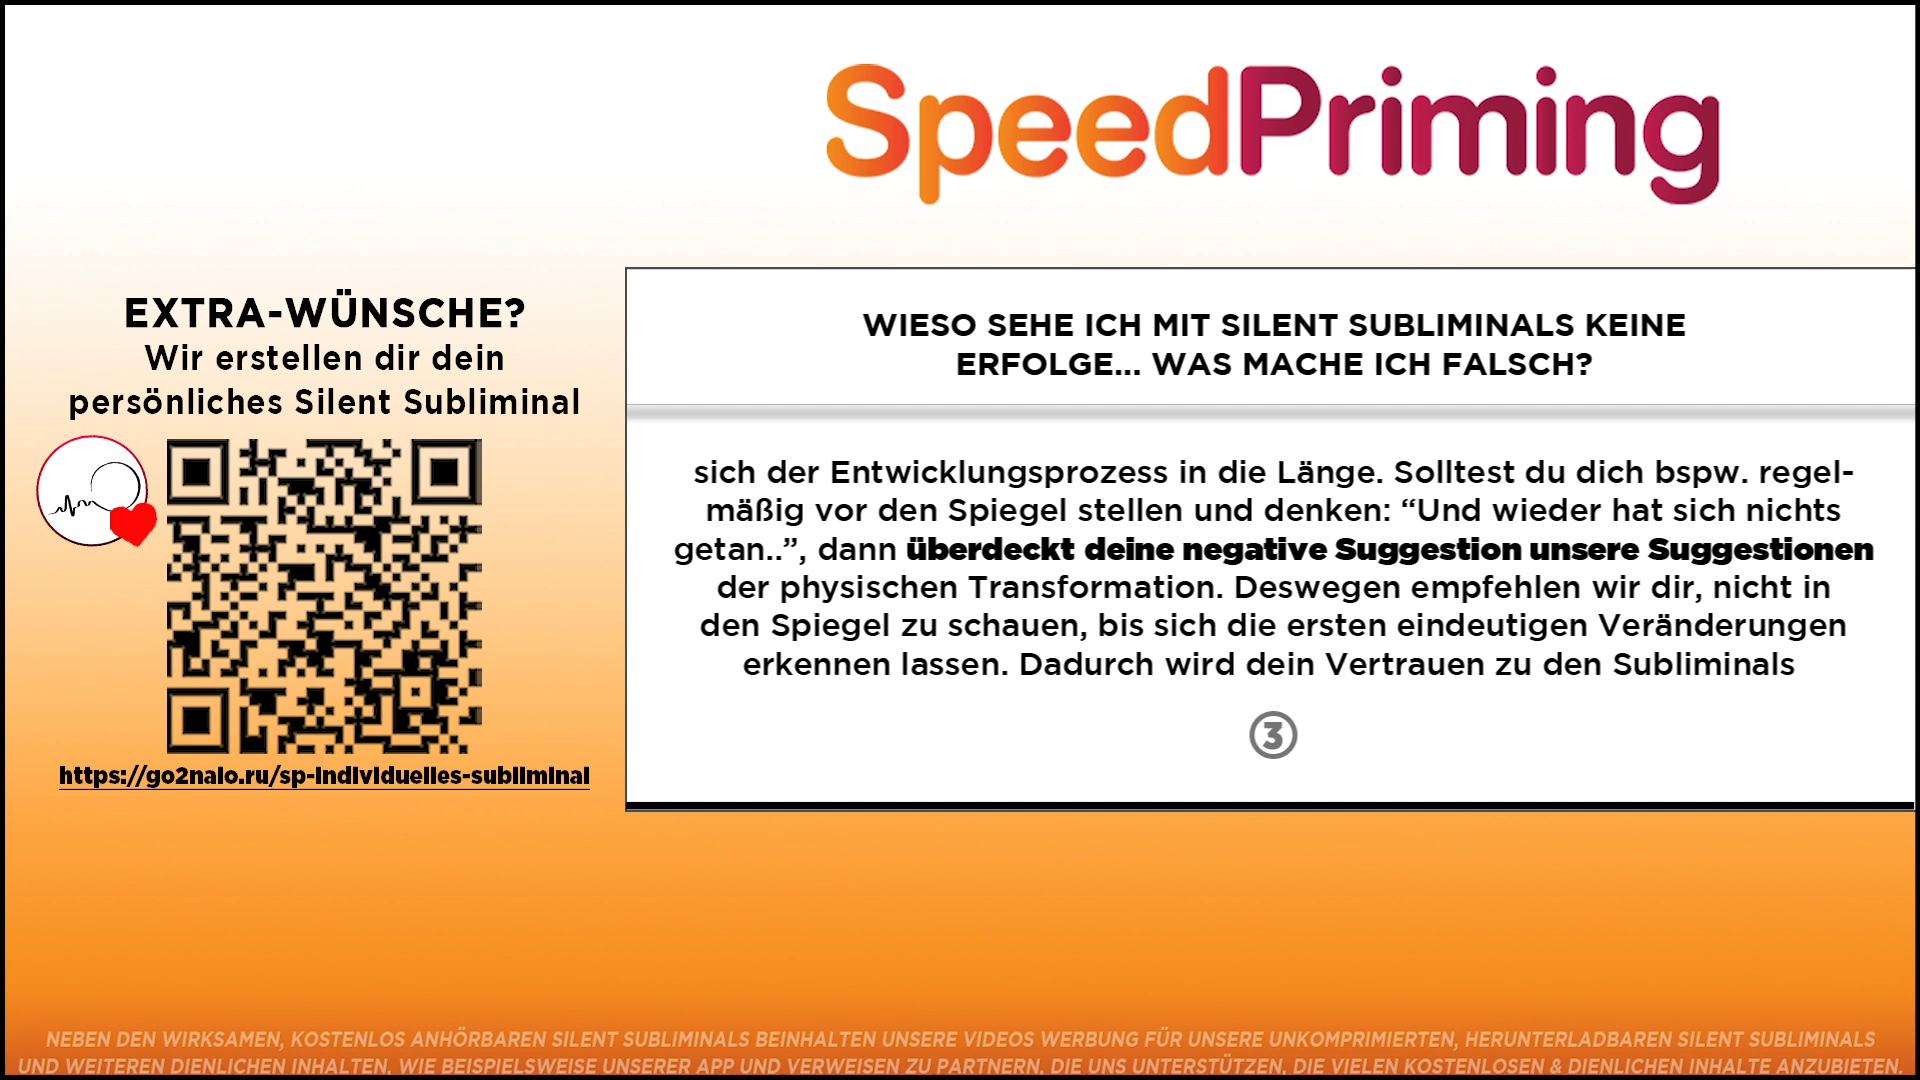 SpeedPriming
EXTRA-WÜNSCHE?
Wir erstellen dir dein
persönliches Silent Subliminal
https://go2nalo.ru/sp-individuelles-subliminal
WIESO SEHE ICH MIT SILENT SUBLIMINALS KEINE
ERFOLGE... WAS MACHE ICH FALSCH?
sich der Entwicklungsprozess in die Länge. Solltest du dich bspw. regel-
mäßig vor den Spiegel stellen und denken: “Und wieder hat sich nichts
getan..”, dann überdeckt deine negative Suggestion unsere Suggestionen
der physischen Transformation. Deswegen empfehlen wir dir, nicht in
den Spiegel zu schauen, bis sich die ersten eindeutigen Veränderungen
erkennen lassen. Dadurch wird dein Vertrauen zu den Subliminals
3
NEBEN DEN WIRKSAMEN, KOSTENLOS ANHÖRBAREN SILENT SUBLIMINALS BEINHALTEN UNSERE VIDEOS WERBUNG FÜR UNSERE UNKOMPRIMIERTEN, HERUNTERLADBAREN SILENT SUBLIMINALS
UND WEITEREN DIENLICHEN INHALTEN, WIE BEISPIELSWEISE UNSERER APP UND VERWEISEN ZU PARTNERN, DIE UNS UNTERSTÜTZEN, DIE VIELEN KOSTENLOSEN & DIENLICHEN INHALTE ANZUBIETEN.